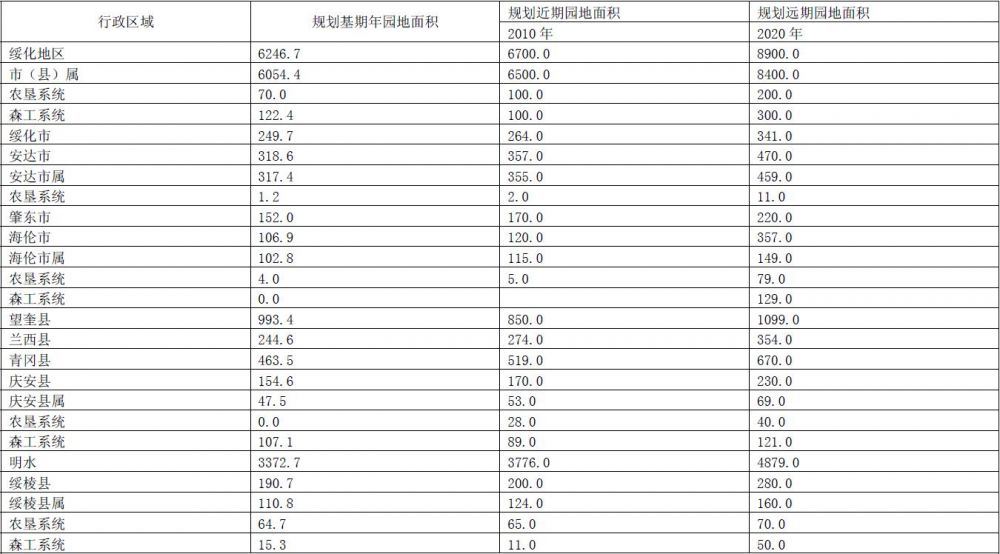 行政区域 规划基期年园地面积 规划近期园地面积 规划远期园地面积
2010 年 2020 年
绥化地区 6246.7 6700.0 8900.0
市（县）属 6054.4 6500.0 8400.0
农垦系统 70.0 100.0 200.0
森工系统 122.4 100.0 300.0
绥化市 249.7 264.0 341.0
安达市 318.6 357.0 470.0
安达市属 317.4 355.0 459.0
农垦系统 1.2 2.0 11.0
肇东市 152.0 170.0 220.0
海伦市 106.9 120.0 357.0
海伦市属 102.8 115.0 149.0
农垦系统 4.0 5.0 79.0
森工系统 0.0 129.0
望奎县 993.4 850.0 1099.0
兰西县 244.6 274.0 354.0
青冈县 463.5 519.0 670.0
庆安县 154.6 170.0 230.0
庆安县属 47.5 53.0 69.0
农垦系统 0.0 28.0 40.0
森工系统 107.1 89.0 121.0
明水 3372.7 3776.0 4879.0
绥棱县 190.7 200.0 280.0
绥棱县属 110.8 124.0 160.0
农垦系统 64.7 65.0 70.0
森工系统 15.3 11.0 50.0